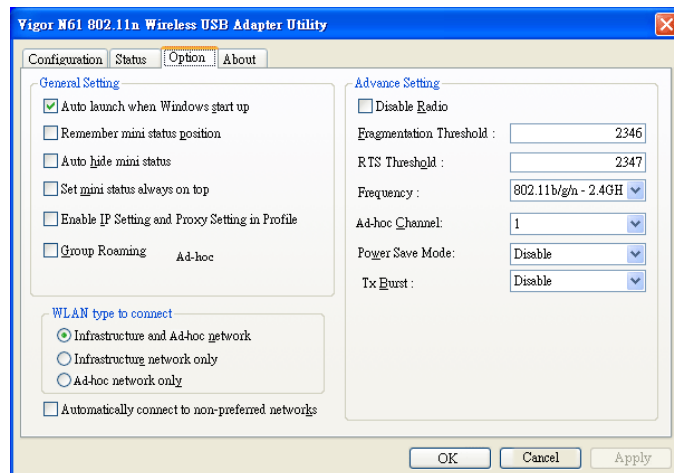 Vigor N61 802.11n Wireless USB Adapter Utility
Configuration Status Option About
General Setting
Auto launch when Windows start up
Remember mini status position
Auto hide mini status
Set mini status always on top
Enable IP Setting and Proxy Setting in Profile
Group Roaming Ad-hoc
WLAN type to connect
Infrastructure and Ad-hoc network
Infrastructure network only
Ad-hoc network only
Automatically connect to non-preferred networks
Advance Setting
Disable Radio
Fragmentation Threshold : 2346
RTS Threshold : 2347
Frequency : 802.11b/g/n - 2.4GH
Ad-hoc Channel: 1
Power Save Mode: Disable
Tx Burst : Disable
OK Cancel Apply